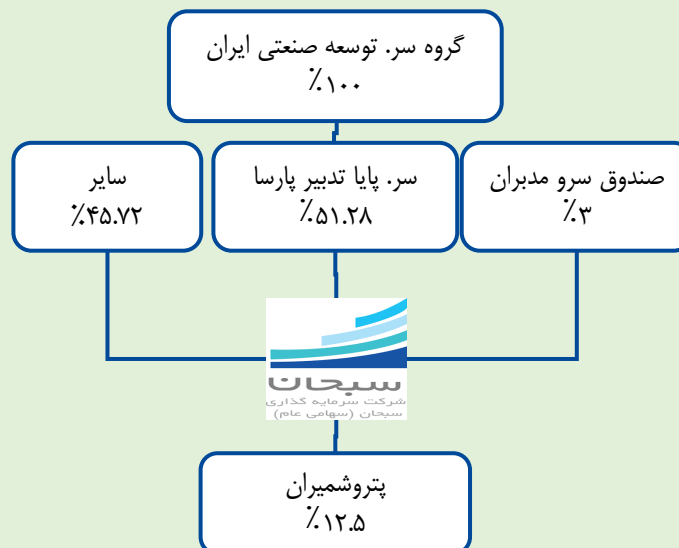 گروه سر. توسعه صنعتی ایران
٪۱۰۰
صندوق سرو مدبران
٪۳
سر. پایا تدبیر پارسا
٪۵۱.۲۸
سایر
٪۴۵.۷۲
سبحان
شرکت سرمایه گذاری
سبحان (سهامی عام)
پتروشمیران
٪۱۲.۵